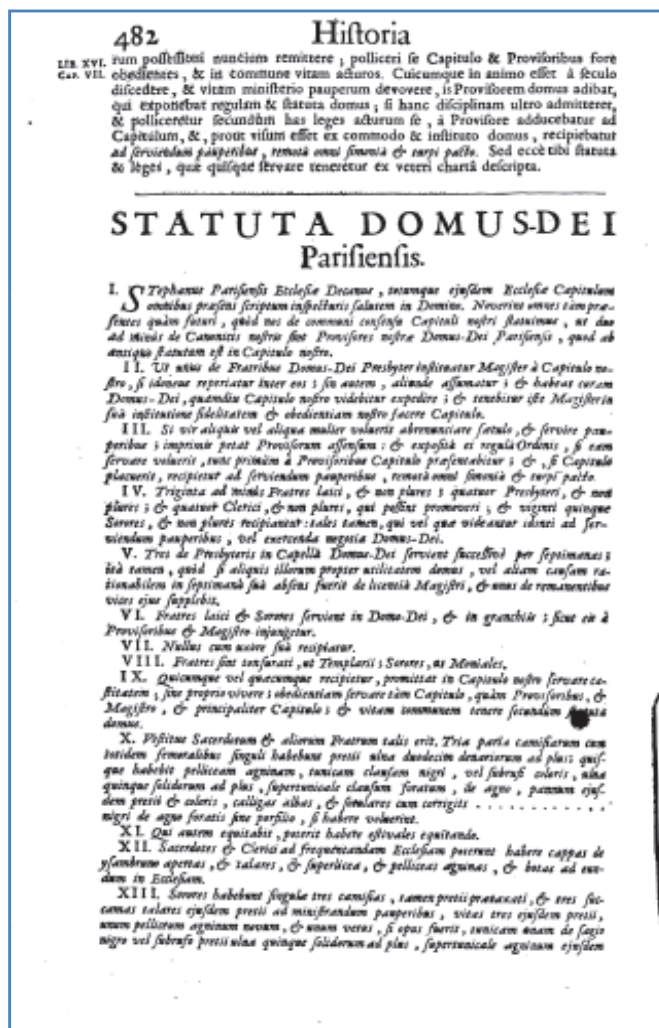 482 Hiſtoria
LIB. XVI. rum poſſeſſioni nuncium remittere ; polliceri ſe Capitulo & Proviſoribus fore
CAP. VII. obedientes, & in commune vitam acturos. Cuicumque in animo eſſet à ſeculo
diſcedere, & vitam miniſterio pauperum devovere, is Proviſorem domus adibat,
qui exponebat regulam & ſtatuta domus ; ſi hanc diſciplinam ultro admitteret,
& polliceretur ſecundùm has leges acturum ſe, à Proviſore adducebatur ad
Capitulum, &, prout viſum eſſet ex commodo & inſtituto domus, recipiebatur
ad ſerviendum pauperibus, remotâ omni ſimoniâ & turpi pacto. Sed eccè tibi ſtatuta
& leges, quæ quiſque ſervare teneretur ex veteri chartâ deſcripta.
STATUTA DOMUS-DEI
Pariſienſis.
I. STephanus Pariſienſis Eccleſiæ Decanus, totumque ejuſdem Eccleſiæ Capitulum
omnibus præſens ſcriptum inſpecturis ſalutem in Domino. Noverint omnes tàm præ-
ſentes quàm futuri, quòd nos de communi conſenſu Capituli noſtri ſtatuimus, ut duo
ad minùs de Canonicis noſtris ſint Proviſores noſtræ Domus-Dei Pariſienſis, quod ab
antiquo ſtatutum eſt in Capitulo noſtro.
II. Ut unus de Fratribus Domus-Dei Presbyter inſtituatur Magiſter à Capitulo no-
ſtro, ſi idoneus reperiatur inter eos ; ſin autem, aliunde aſſumatur ; & habeat curam
Domus-Dei, quamdiu Capitulo noſtro videbitur expedire ; & tenebitur iſte Magiſter in
ſuâ inſtitutione fidelitatem & obedientiam noſtro facere Capitulo.
III. Si vir aliquis vel aliqua mulier voluerit abrenunciare ſæculo, & ſervire pau-
peribus ; imprimis petat Proviſorum aſſenſum : & expoſitâ ei regulâ Ordinis, ſi eam
ſervare voluerit, tunc primùm à Proviſoribus Capitulo præſentabitur ; &, ſi Capitulo
placuerit, recipietur ad ſerviendum pauperibus, remotâ omni ſimoniâ & turpi pacto.
IV. Triginta ad minùs Fratres laici, & non plures ; quatuor Presbyteri, & non
plures ; & quatuor Clerici, & non plures, qui poſſint promoveri ; & viginti quinque
Sorores, & non plures recipiantur : tales tamen, qui vel quæ videantur idonei ad ſer-
viendum pauperibus, vel exercenda negotia Domus-Dei.
V. Tres de Presbyteris in Capellâ Domus-Dei ſervient ſucceſſivè per ſeptimanas ;
ità tamen, quòd ſi aliquis illorum propter utilitatem domus, vel aliam cauſam ra-
tionabilem in ſeptimanâ ſuâ abſens fuerit de licentiâ Magiſtri, & unus de remanentibus
vices ejus ſupplebit.
VI. Fratres laici & Sorores ſervient in Domo-Dei, & in granchiis ; ſicut eis à
Proviſoribus & Magiſtro injungetur.
VII. Nullus cum uxore ſuâ recipiatur.
VIII. Fratres ſint tonſurati, ut Templarii ; Sorores, ut Moniales.
IX. Quicumque vel quæcumque recipietur, promittat in Capitulo noſtro ſervare ca-
ſtitatem ; ſine proprio vivere ; obedientiam ſervare tàm Capitulo, quàm Proviſoribus, &
Magiſtro, & principaliter Capitulo ; & vitam communem tenere ſecundùm
domus.
X. Veſtitus Sacerdotum & aliorum Fratrum talis erit. Tria paria camiſiarum cum
totidem femoralibus ſinguli habebunt pretii ulna duodecim denariorum ad plus : quiſ-
que habebit pelliceam agninam, tunicam clauſam nigri, vel ſubrufi coloris, ulna
quinque ſolidorum ad plus, ſupertunicale clauſum foratum, de agno, pannum ejuſ-
dem pretii & coloris, calligas albas, & ſotulares cum corrigiis . . . . . . . . . .
nigri de agno foratis ſine perfilio, ſi habere voluerint.
XI. Qui autem equitabit, poterit habere eſtivales equitando.
XII. Sacerdotes & Clerici ad frequentandam Eccleſiam poterunt habere cappas de
yſambruno apertas, & talares, & ſuperlicea, & pelliceas agninas, & botas ad eun-
dum in Eccleſiam.
XIII. Sorores habebunt ſingulæ tres camiſias, tamen pretii prætaxati, & tres ſuc-
camas talares ejuſdem pretii ad miniſtrandum pauperibus, vitas tres ejuſdem pretii,
unum pelliceum agninum novum, & unum vetus, ſi opus fuerit, tunicam unam de ſagio
nigro vel ſubrufo pretii ulna quinque ſolidorum ad plus, ſupertunicale agninum ejuſdem